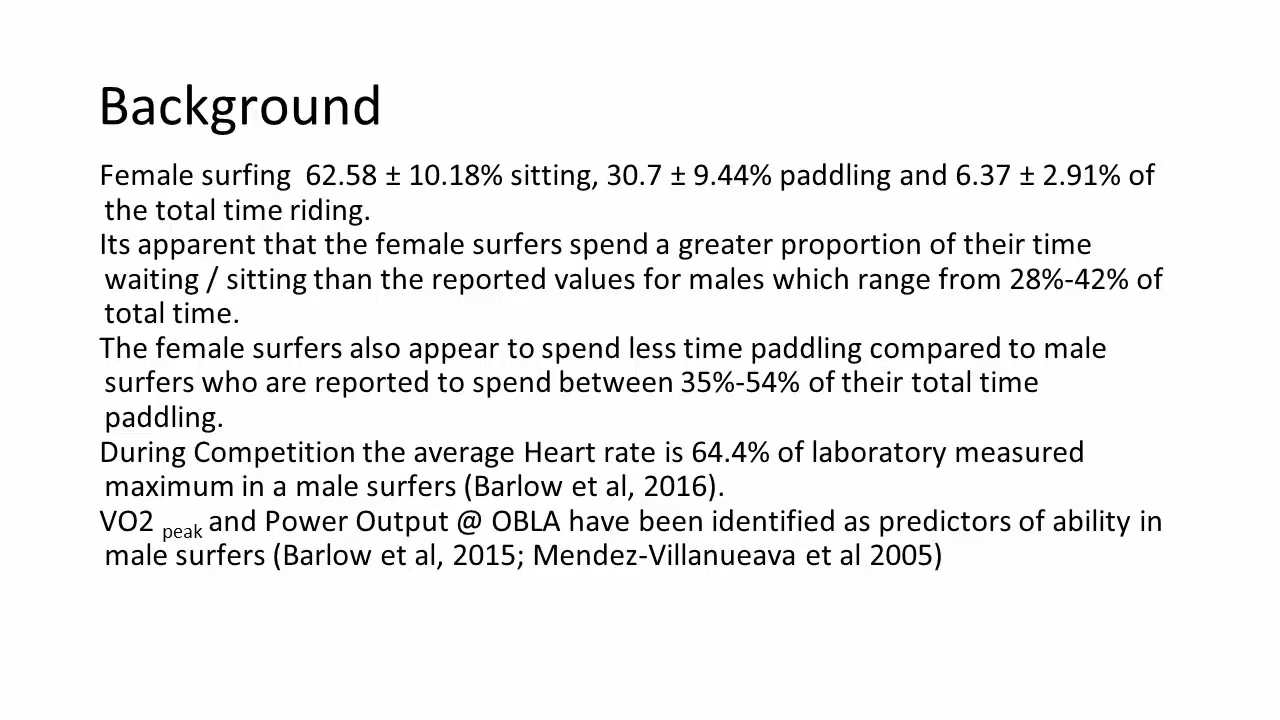 Background
Female surfing  62.58 ± 10.18% sitting, 30.7 ± 9.44% paddling and 6.37 ± 2.91% of
the total time riding.
Its apparent that the female surfers spend a greater proportion of their time
waiting / sitting than the reported values for males which range from 28%-42% of
total time.
The female surfers also appear to spend less time paddling compared to male
surfers who are reported to spend between 35%-54% of their total time
paddling.
During Competition the average Heart rate is 64.4% of laboratory measured
maximum in a male surfers (Barlow et al, 2016).
VO2 peak and Power Output @ OBLA have been identified as predictors of ability in
male surfers (Barlow et al, 2015; Mendez-Villanueava et al 2005)